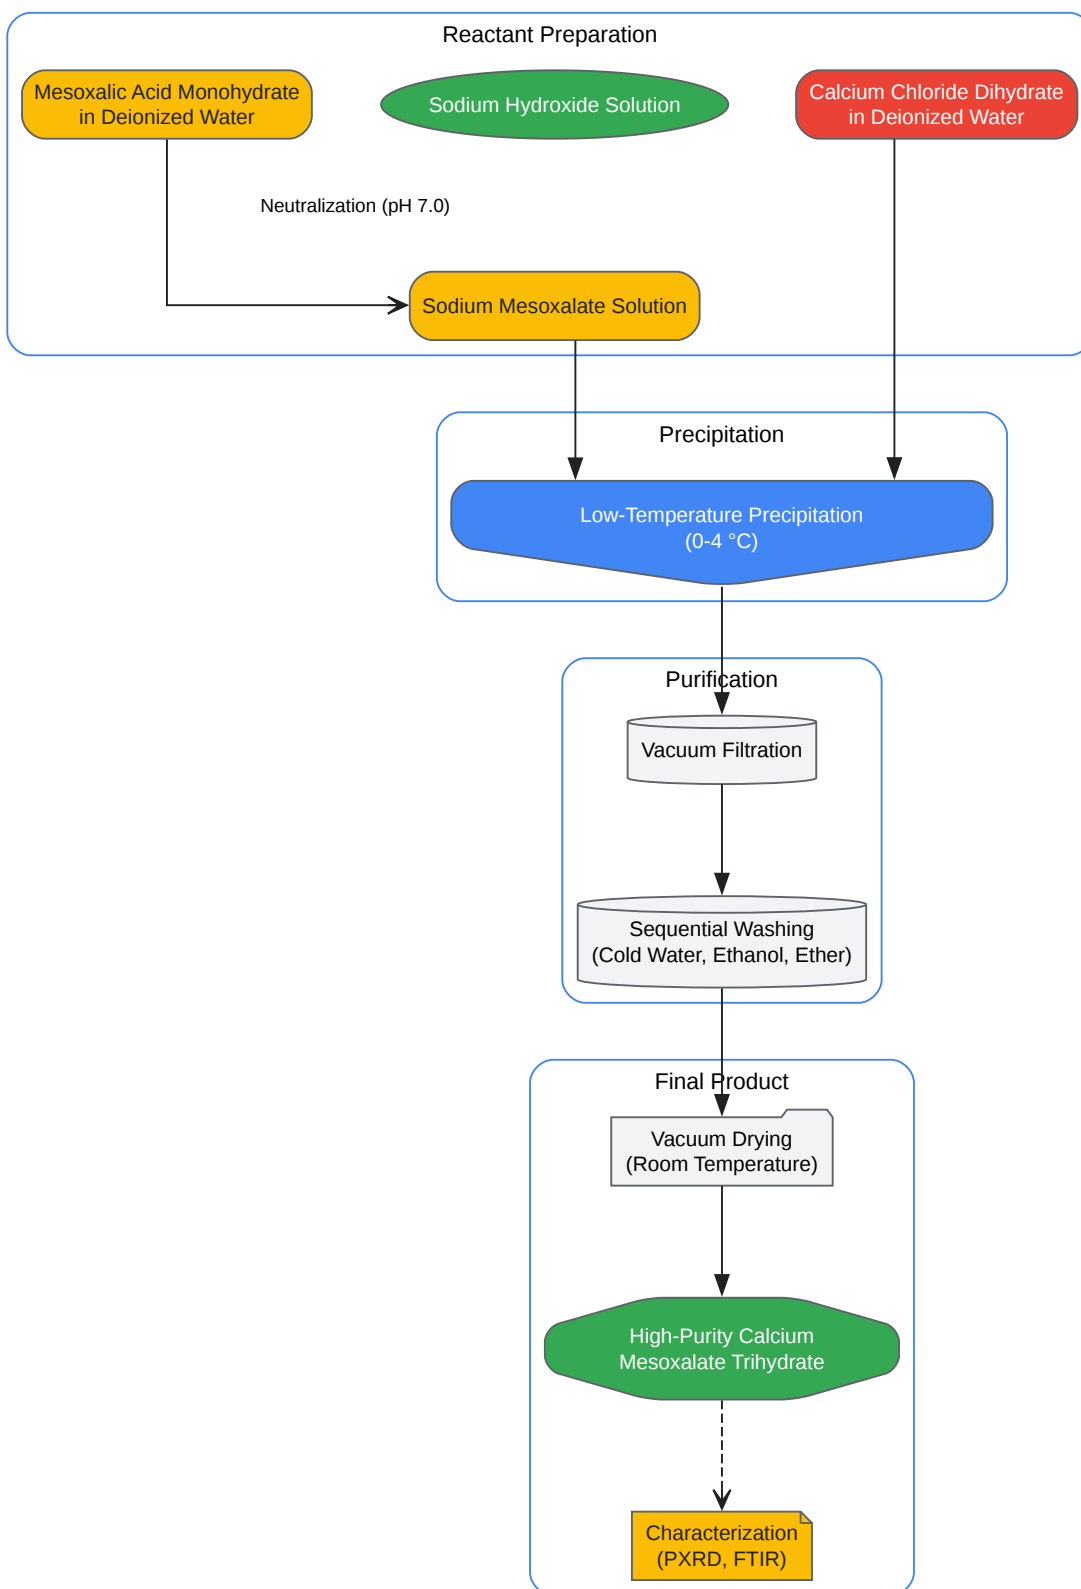 Reactant Preparation
Mesoxalic Acid Monohydrate
in Deionized Water
Sodium Hydroxide Solution
Calcium Chloride Dihydrate
in Deionized Water
Neutralization (pH 7.0)
Sodium Mesoxalate Solution
Precipitation
Low-Temperature Precipitation
(0-4 °C)
Purification
Vacuum Filtration
Sequential Washing
(Cold Water, Ethanol, Ether)
Final Product
Vacuum Drying
(Room Temperature)
High-Purity Calcium
Mesoxalate Trihydrate
Characterization
(PXRD, FTIR)